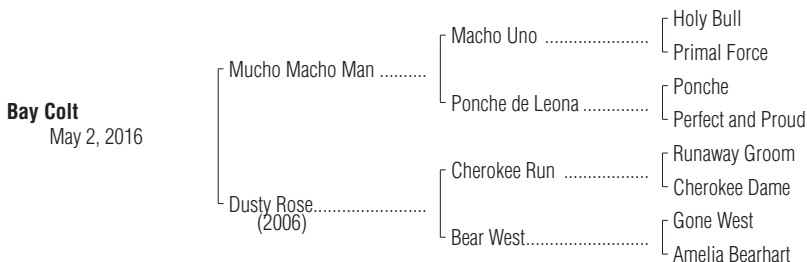 Holy Bull
Macho Uno ......................
Primal Force
Mucho Macho Man ..........
Ponche
Ponche de Leona ..............
Perfect and Proud
Bay Colt
May 2, 2016
Runaway Groom
Cherokee Run ..................
Cherokee Dame
Dusty Rose........................
(2006)
Gone West
Bear West..........................
Amelia Bearhart